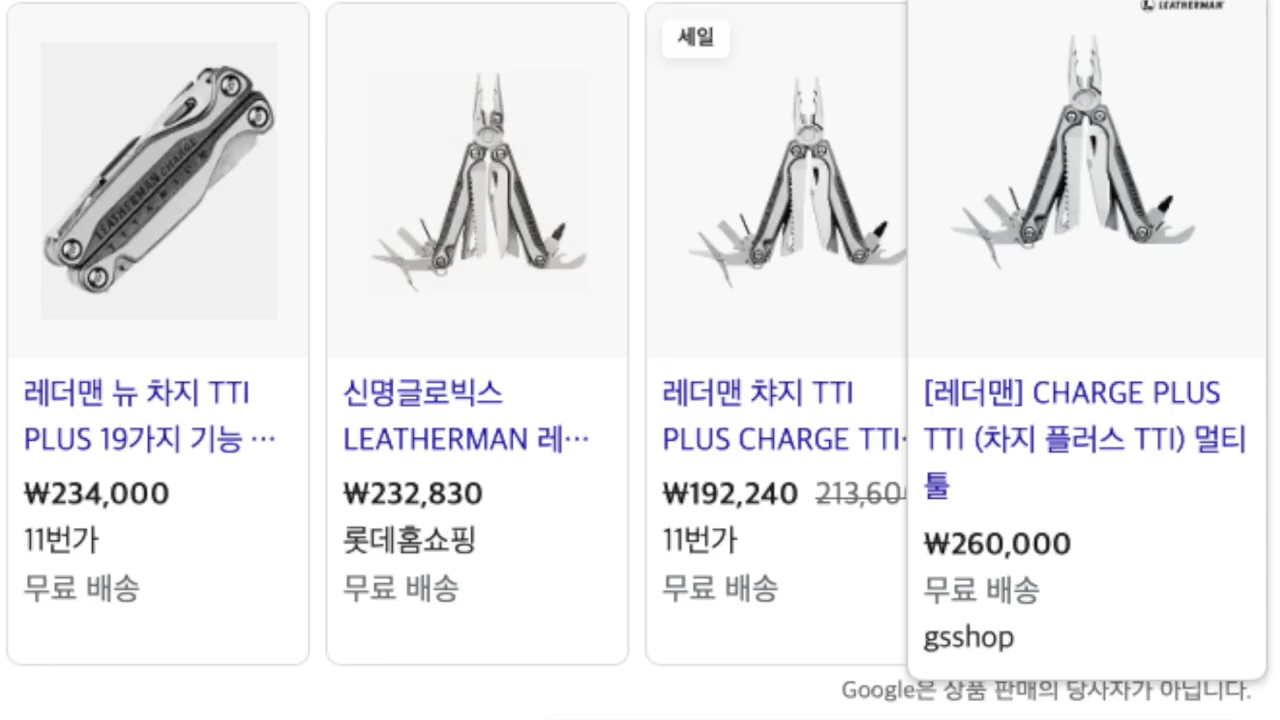 LEATHERMAN
세일
LEATHERMAN CHARGE
TITANIUM
레더맨 뉴 차지 TTI
PLUS 19가지 기능 ...
₩234,000
11번가
무료 배송
신명글로빅스
LEATHERMAN 레...
₩232,830
롯데홈쇼핑
무료 배송
레더맨 챠지 TTI
PLUS CHARGE TTI
₩192,240 213,60
11번가
무료 배송
[레더맨] CHARGE PLUS
TTI (차지 플러스 TTI) 멀티
툴
₩260,000
무료 배송
gsshop
Google은 상품 판매의 당사자가 아닙니다.